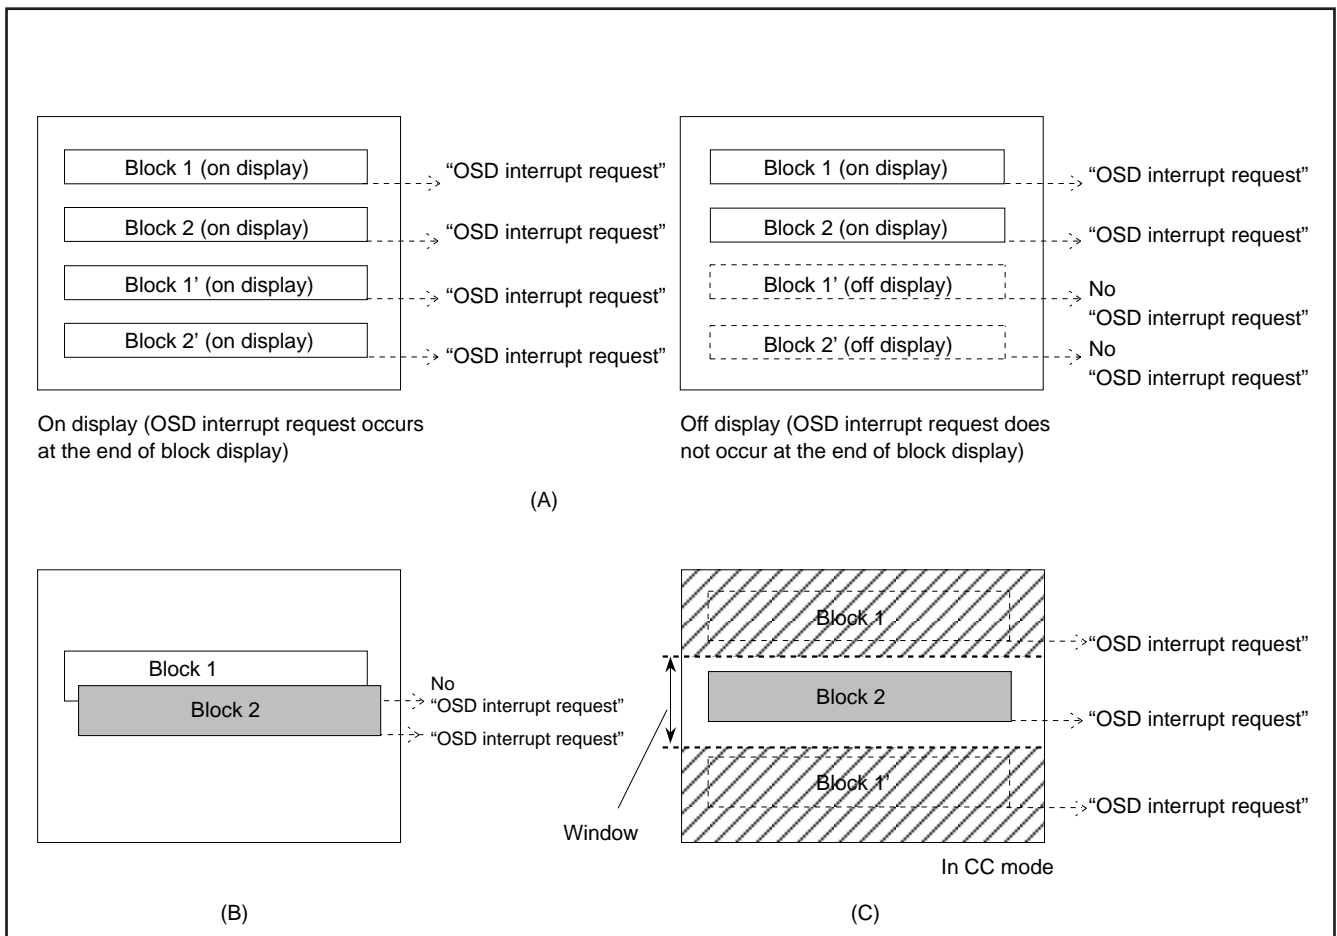 Block 1 (on display)
“OSD interrupt request”
Block 2 (on display)
“OSD interrupt request”
Block 1’ (on display)
“OSD interrupt request”
Block 2’ (on display)
“OSD interrupt request”
On display (OSD interrupt request occurs
at the end of block display)
Block 1 (on display)
“OSD interrupt request”
Block 2 (on display)
“OSD interrupt request”
Block 1’ (off display)
No
“OSD interrupt request”
Block 2’ (off display)
No
“OSD interrupt request”
Off display (OSD interrupt request does
not occur at the end of block display)
(A)
Block 1
Block 2
No
“OSD interrupt request”
“OSD interrupt request”
(B)
Block 1
“OSD interrupt request”
Block 2
“OSD interrupt request”
Block 1’
“OSD interrupt request”
Window
In CC mode
(C)